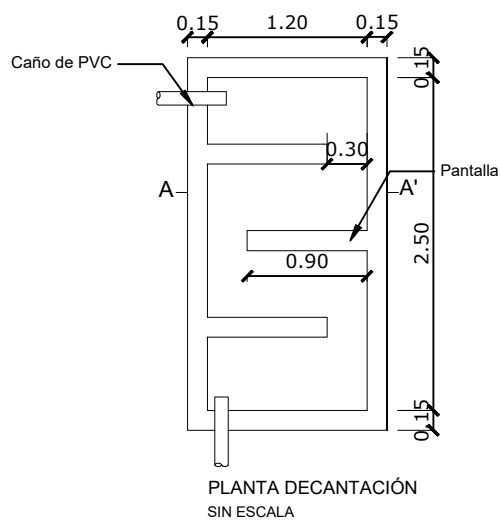 0.15 1.20 0.15
Caño de PVC
0.15
0.30
Pantalla
A A'
2.50
0.90
0.15
PLANTA DECANTACIÓN
SIN ESCALA